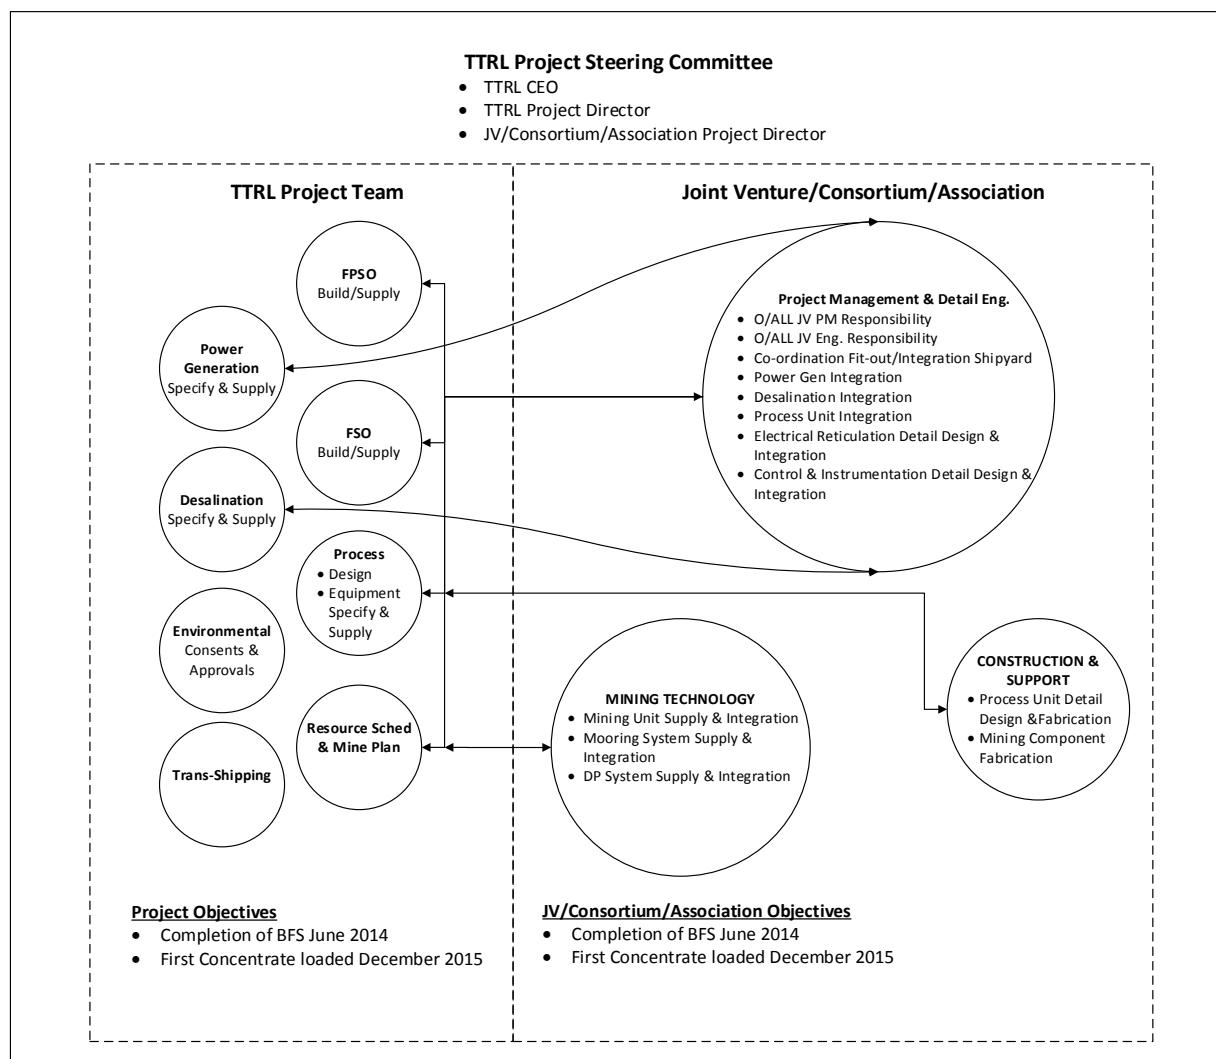 TTRL Project Steering Committee
• TTRL CEO
• TTRL Project Director
• JV/Consortium/Association Project Director
TTRL Project Team
FPSO
Build/Supply
Power
Generation
Specify & Supply
FSO
Build/Supply
Desalination
Specify & Supply
Process
• Design
• Equipment
Specify &
Supply
Environmental
Consents &
Approvals
Resource Sched
& Mine Plan
Trans-Shipping
Project Objectives
• Completion of BFS June 2014
• First Concentrate loaded December 2015
Joint Venture/Consortium/Association
Project Management & Detail Eng.
• O/ALL JV PM Responsibility
• O/ALL JV Eng. Responsibility
• Co-ordination Fit-out/Integration Shipyard
• Power Gen Integration
• Desalination Integration
• Process Unit Integration
• Electrical Reticulation Detail Design &
Integration
• Control & Instrumentation Detail Design &
Integration
MINING TECHNOLOGY
• Mining Unit Supply & Integration
• Mooring System Supply &
Integration
• DP System Supply & Integration
CONSTRUCTION &
SUPPORT
• Process Unit Detail
Design &Fabrication
• Mining Component
Fabrication
JV/Consortium/Association Objectives
• Completion of BFS June 2014
• First Concentrate loaded December 2015